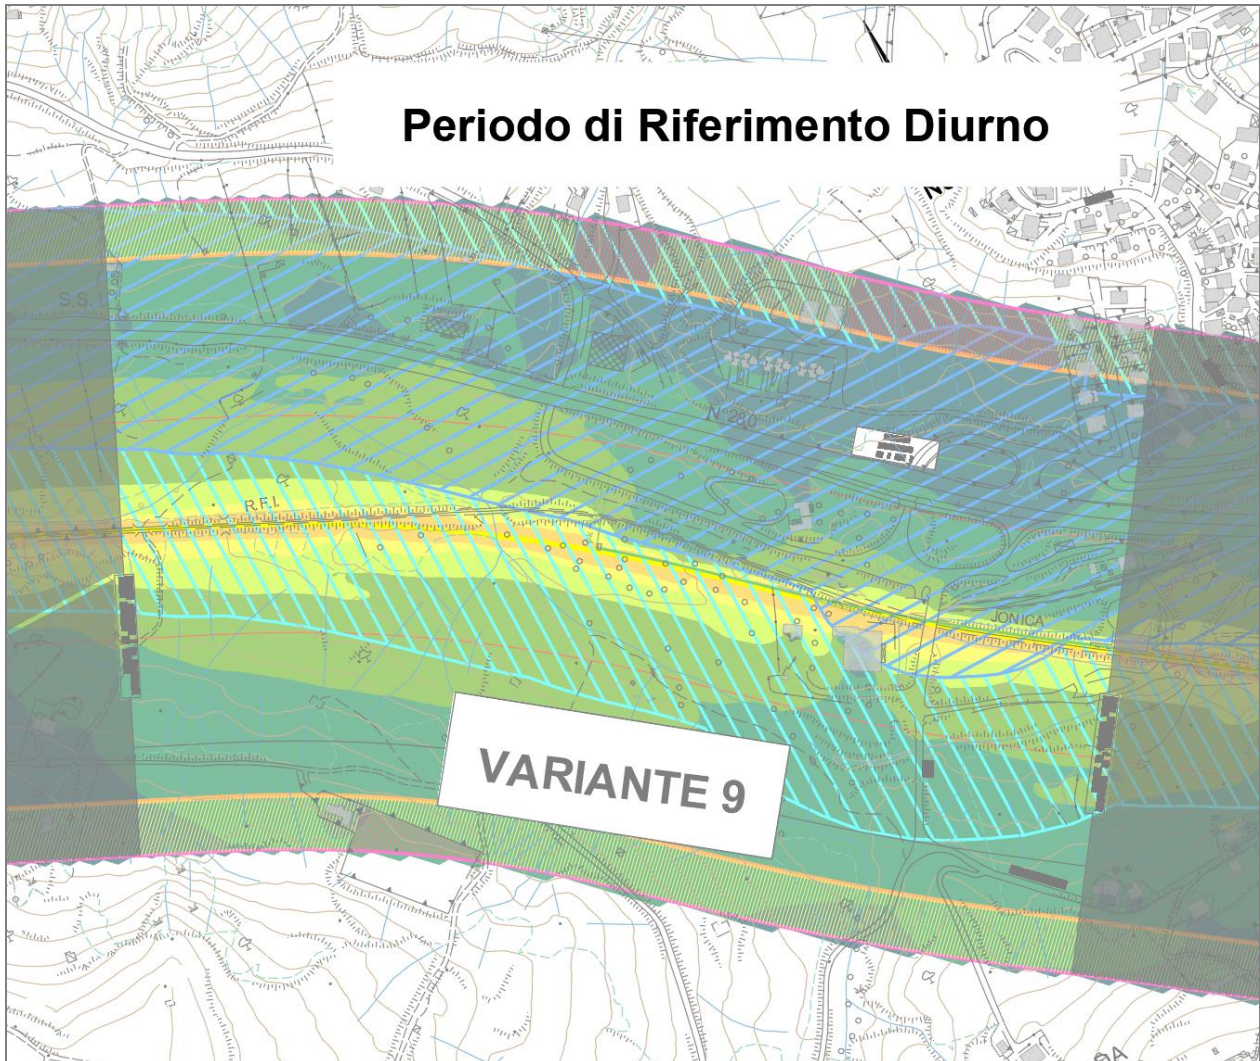 Periodo di Riferimento Diurno
S.S.
N°280
R.F.I.
JONICA
VARIANTE 9